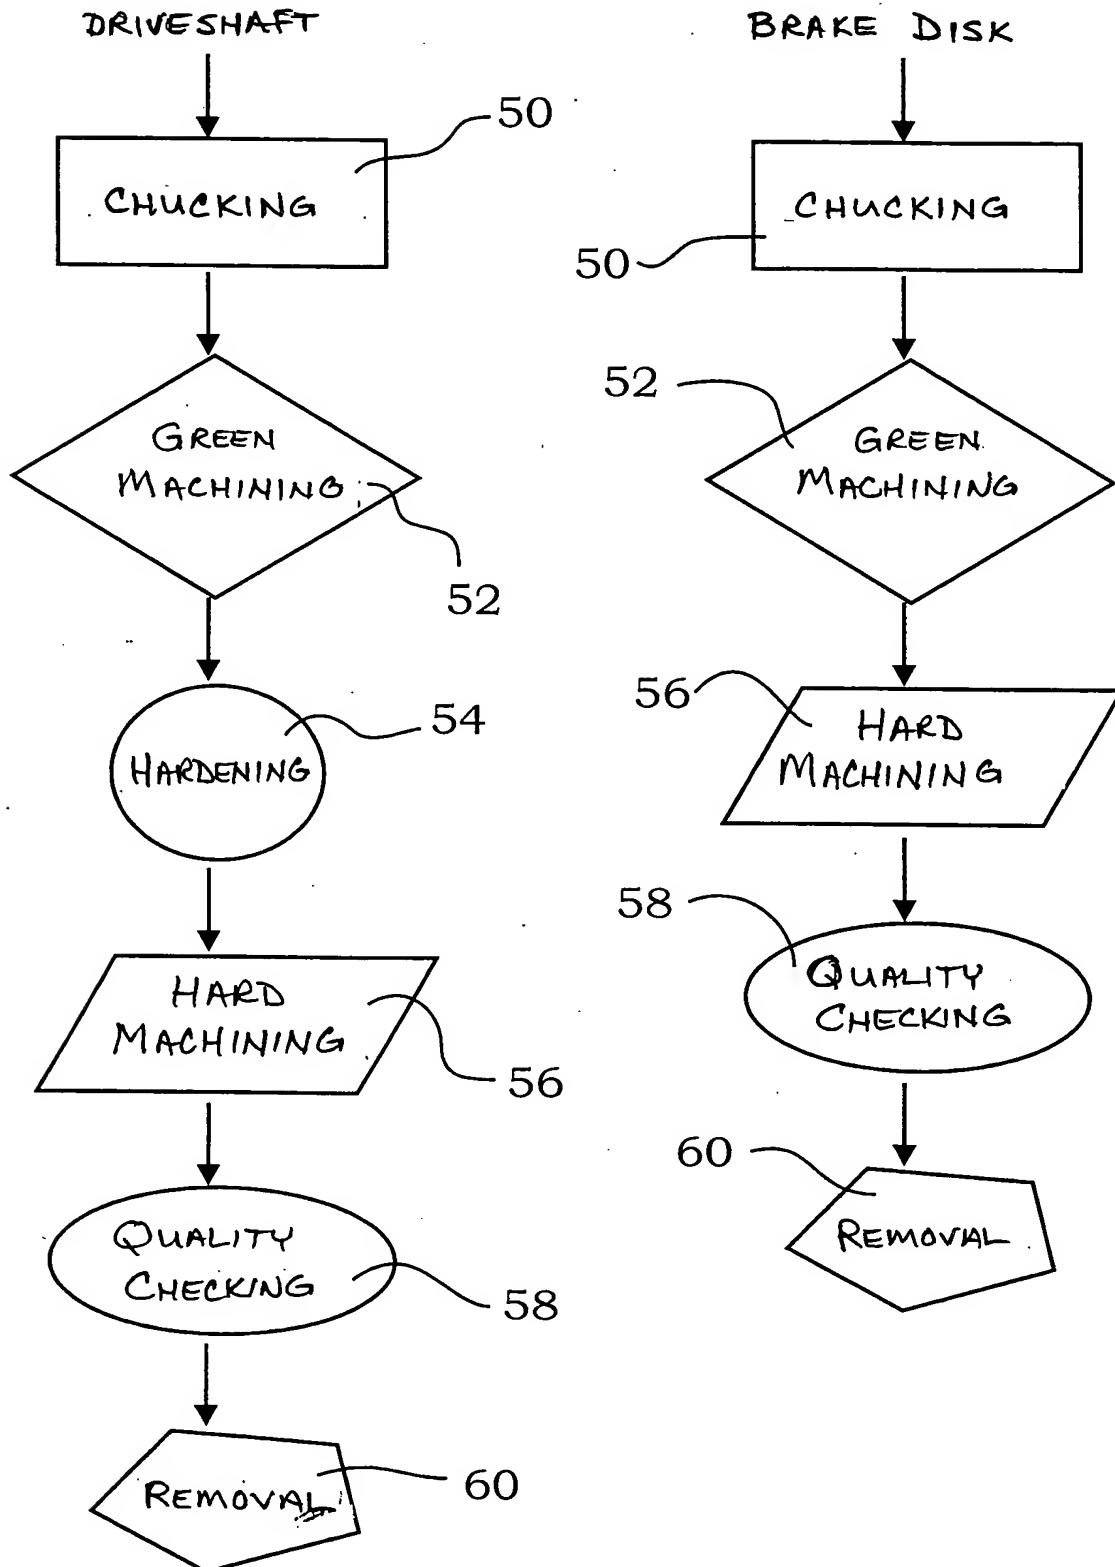 DRIVESHAFT
50
CHUCKING
GREEN
MACHINING
52
54
HARDENING
HARD
MACHINING
56
QUALITY
CHECKING
58
REMOVAL
60
BRAKE DISK
CHUCKING
50
52
GREEN
MACHINING
56
HARD
MACHINING
58
QUALITY
CHECKING
60
REMOVAL